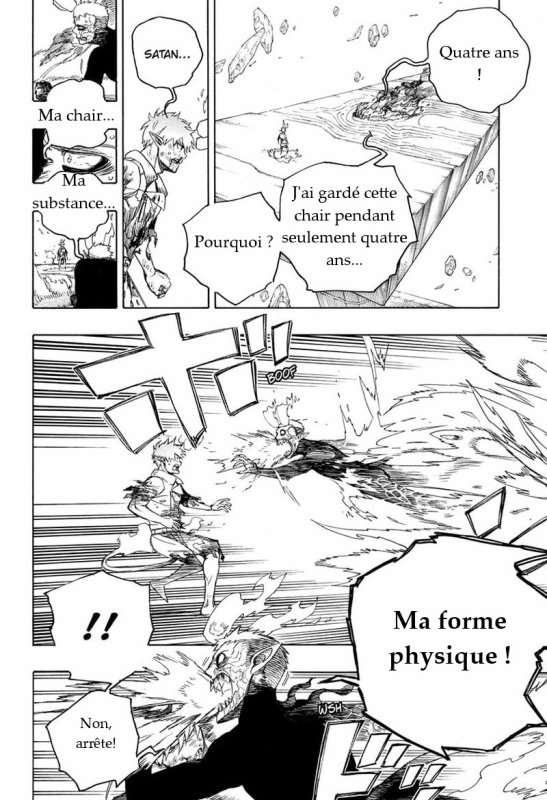 Quatre ans
!
J'ai gardé cette
chair pendant
seulement quatre
ans...
Pourquoi ?
SATAN...
Ma chair...
Ma
substance...
BOOF
Ma forme
physique !
!!
WSH
Non,
arrête!